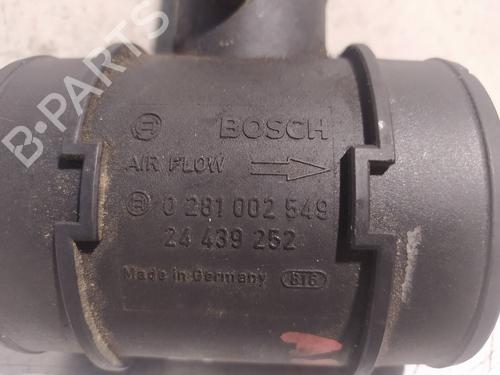 BOSCH
AIR FLOW
0 281 002 549
24 439 252
Made in Germany
B-PARTS